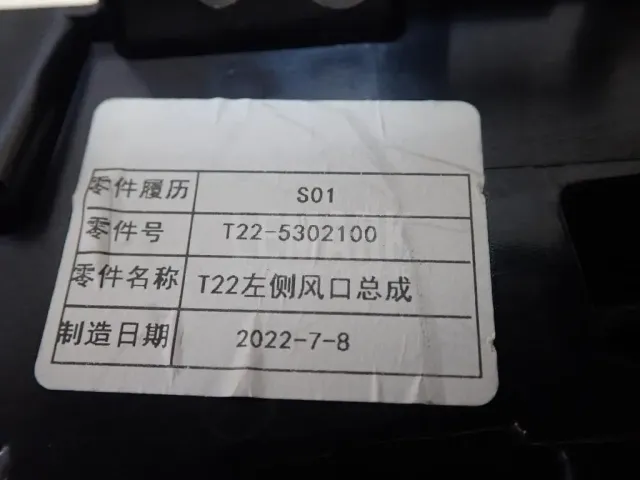 零件履历 S01
零件号 T22-5302100
零件名称 T22左侧风口总成
制造日期 2022-7-8